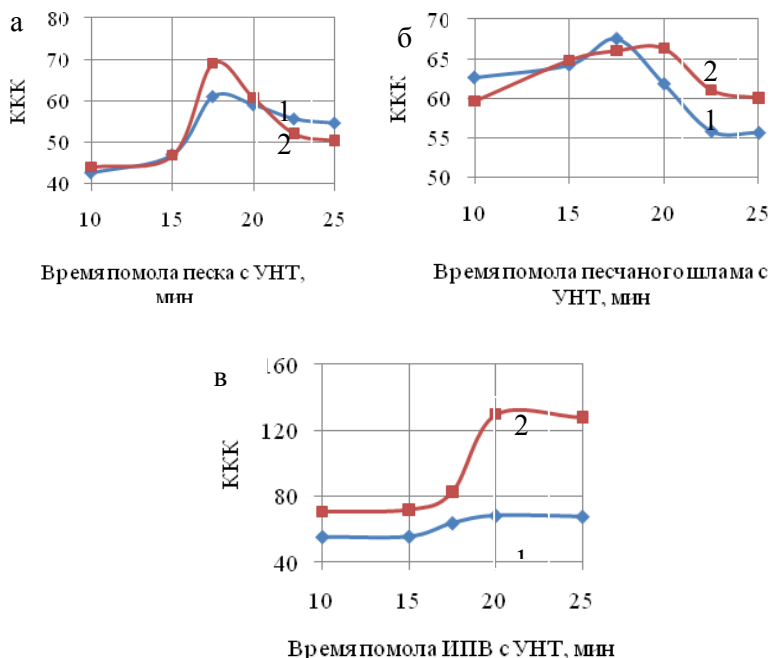 а
ККК
80
70
60
50
40
1
2
10 15 20 25
Время помола песка с УНТ,
мин
б
ККК
70
65
60
55
50
2
1
10 15 20 25
Время помола песчаного шлама с
УНТ, мин
в
ККК
160
120
80
40
2
1
10 15 20 25
Время помола ИПВ с УНТ, мин